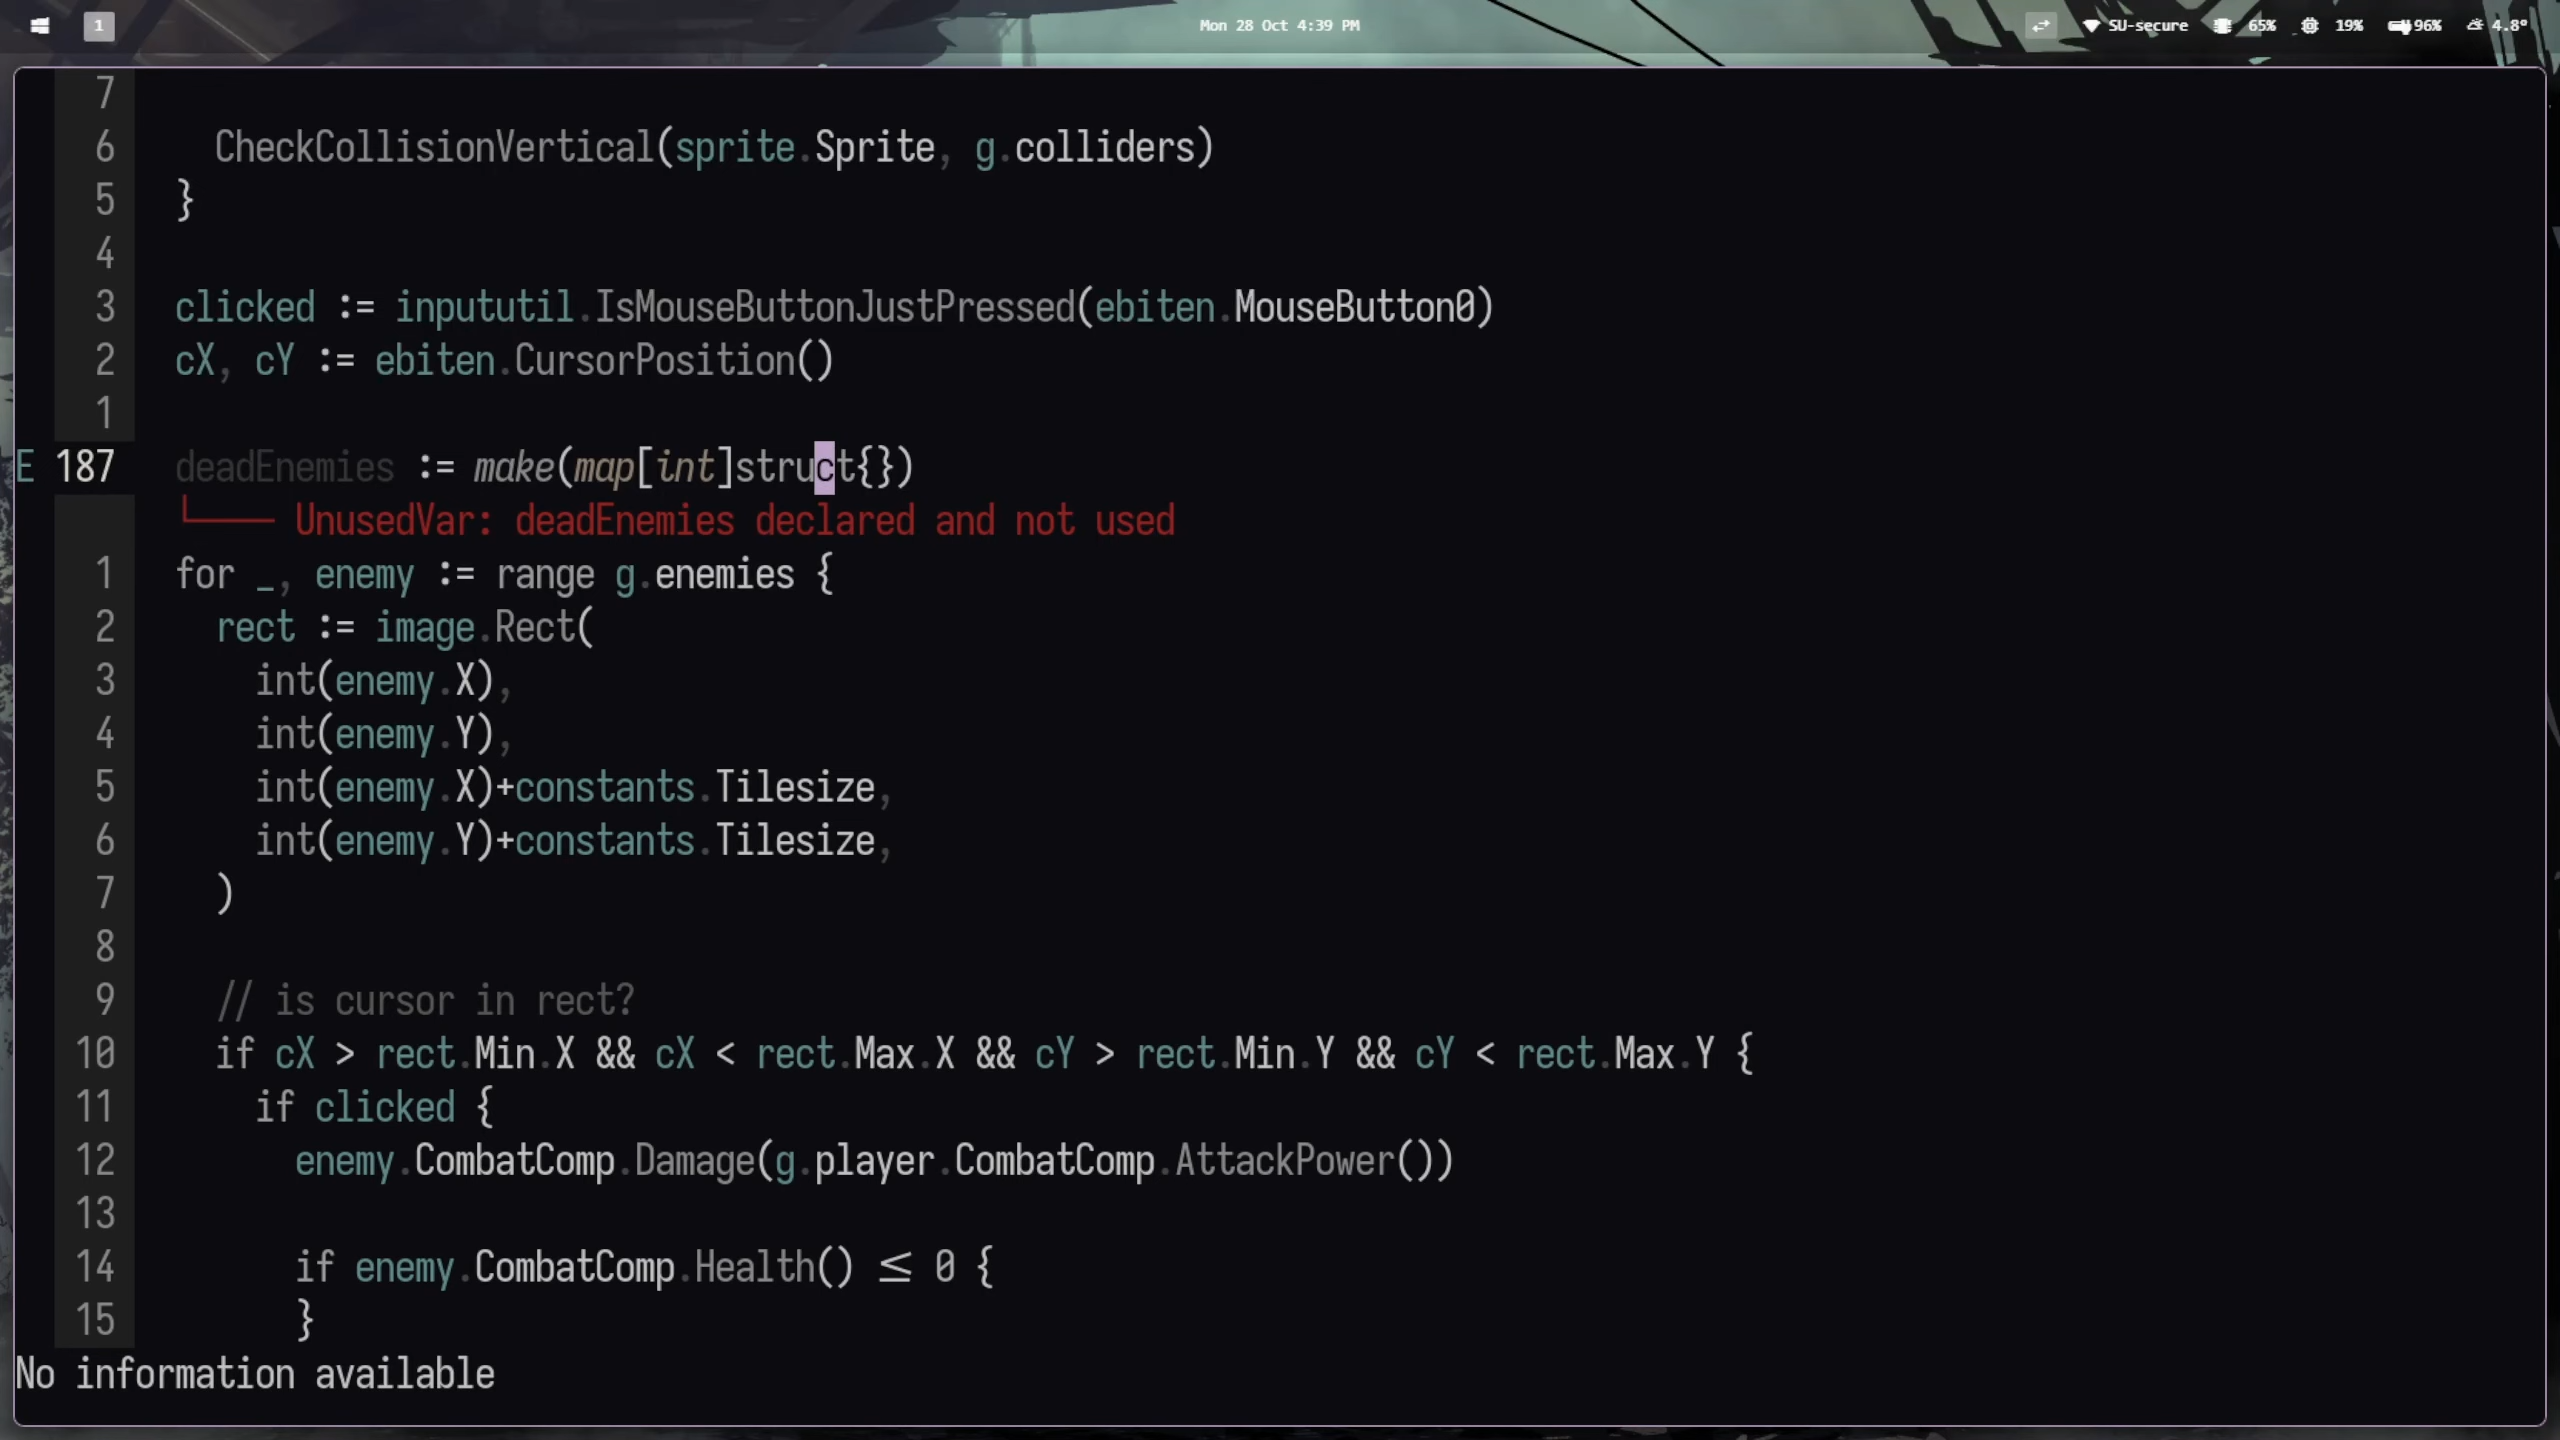 1
Mon 28 Oct 4:39 PM
SU-secure 65% 19% 96% 4.8°
7
6 CheckCollisionVertical(sprite.Sprite, g.colliders)
5 }
4
3 clicked := inpututil.IsMouseButtonJustPressed(ebiten.MouseButton0)
2 cX, cY := ebiten.CursorPosition()
1
E 187 deadEnemies := make(map[int]struct{})
UnusedVar: deadEnemies declared and not used
1 for _, enemy := range g.enemies {
2 rect := image.Rect(
3 int(enemy.X),
4 int(enemy.Y),
5 int(enemy.X)+constants.Tilesize,
6 int(enemy.Y)+constants.Tilesize,
7 )
8
9 // is cursor in rect?
10 if cX > rect.Min.X && cX < rect.Max.X && cY > rect.Min.Y && cY < rect.Max.Y {
11 if clicked {
12 enemy.CombatComp.Damage(g.player.CombatComp.AttackPower())
13
14 if enemy.CombatComp.Health() ≤ 0 {
15 }
No information available